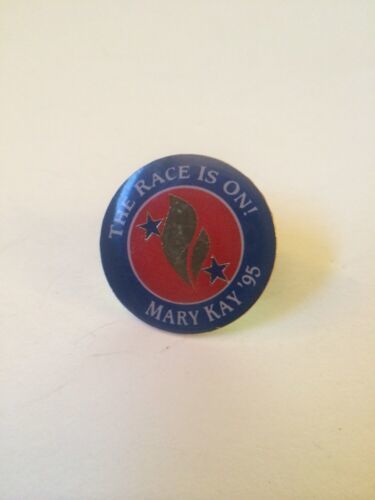 THE RACE IS ON!
MARY KAY '95